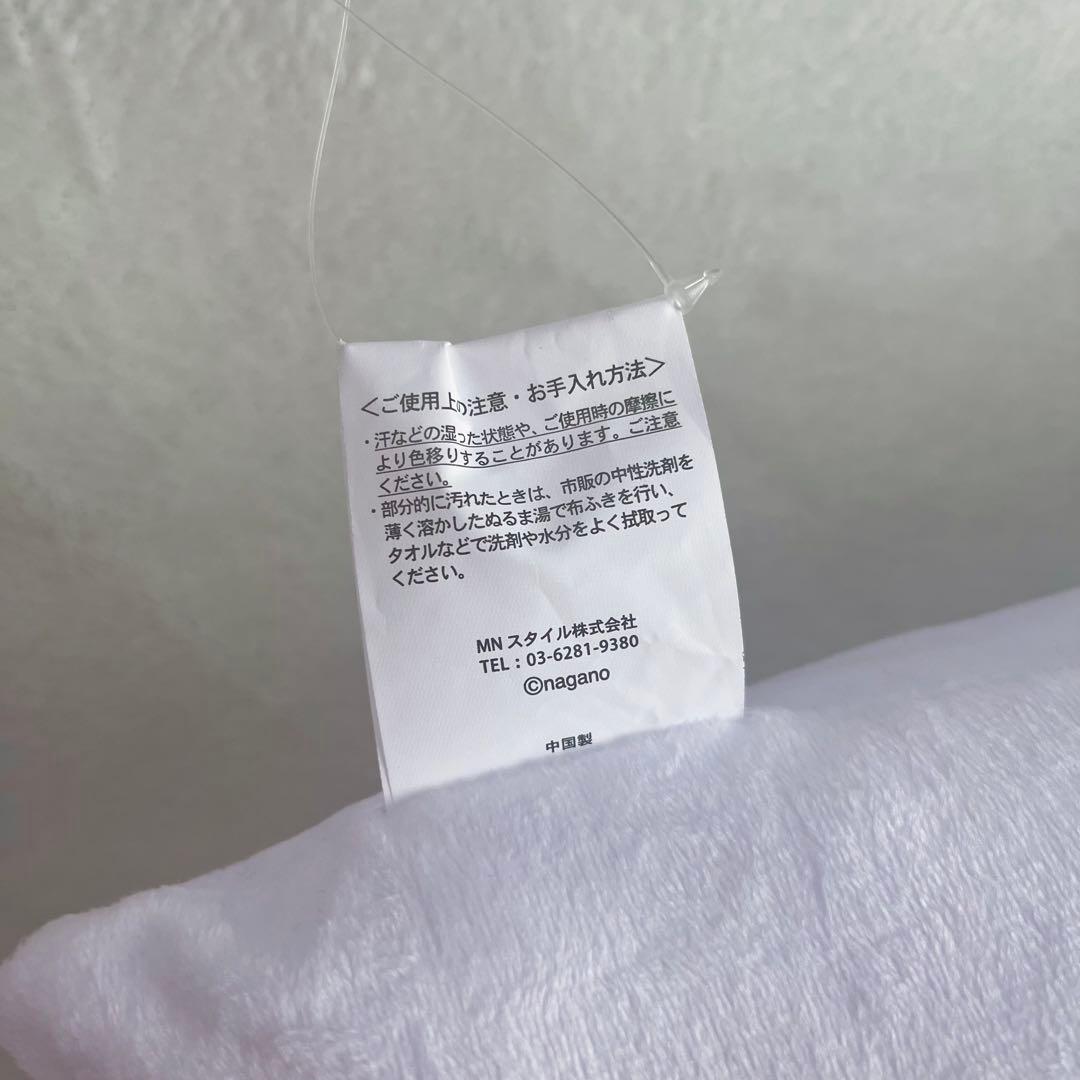 ＜ご使用上の注意・お手入れ方法＞
・汗などの湿った状態や、ご使用時の摩擦に
より色移りすることがあります。ご注意
ください。
・部分的に汚れたときは、市販の中性洗剤を
薄く溶かしたぬるま湯で布ふきを行い、
タオルなどで洗剤や水分をよく拭取って
ください。
MN スタイル株式会社
TEL：03-6281-9380
©nagano
中国製